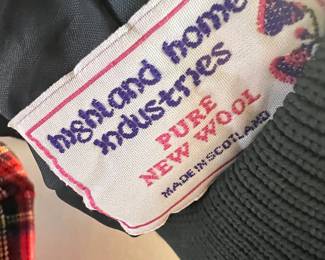 highland home
industries
PURE
NEW WOOL
MADE IN SCOTLAND